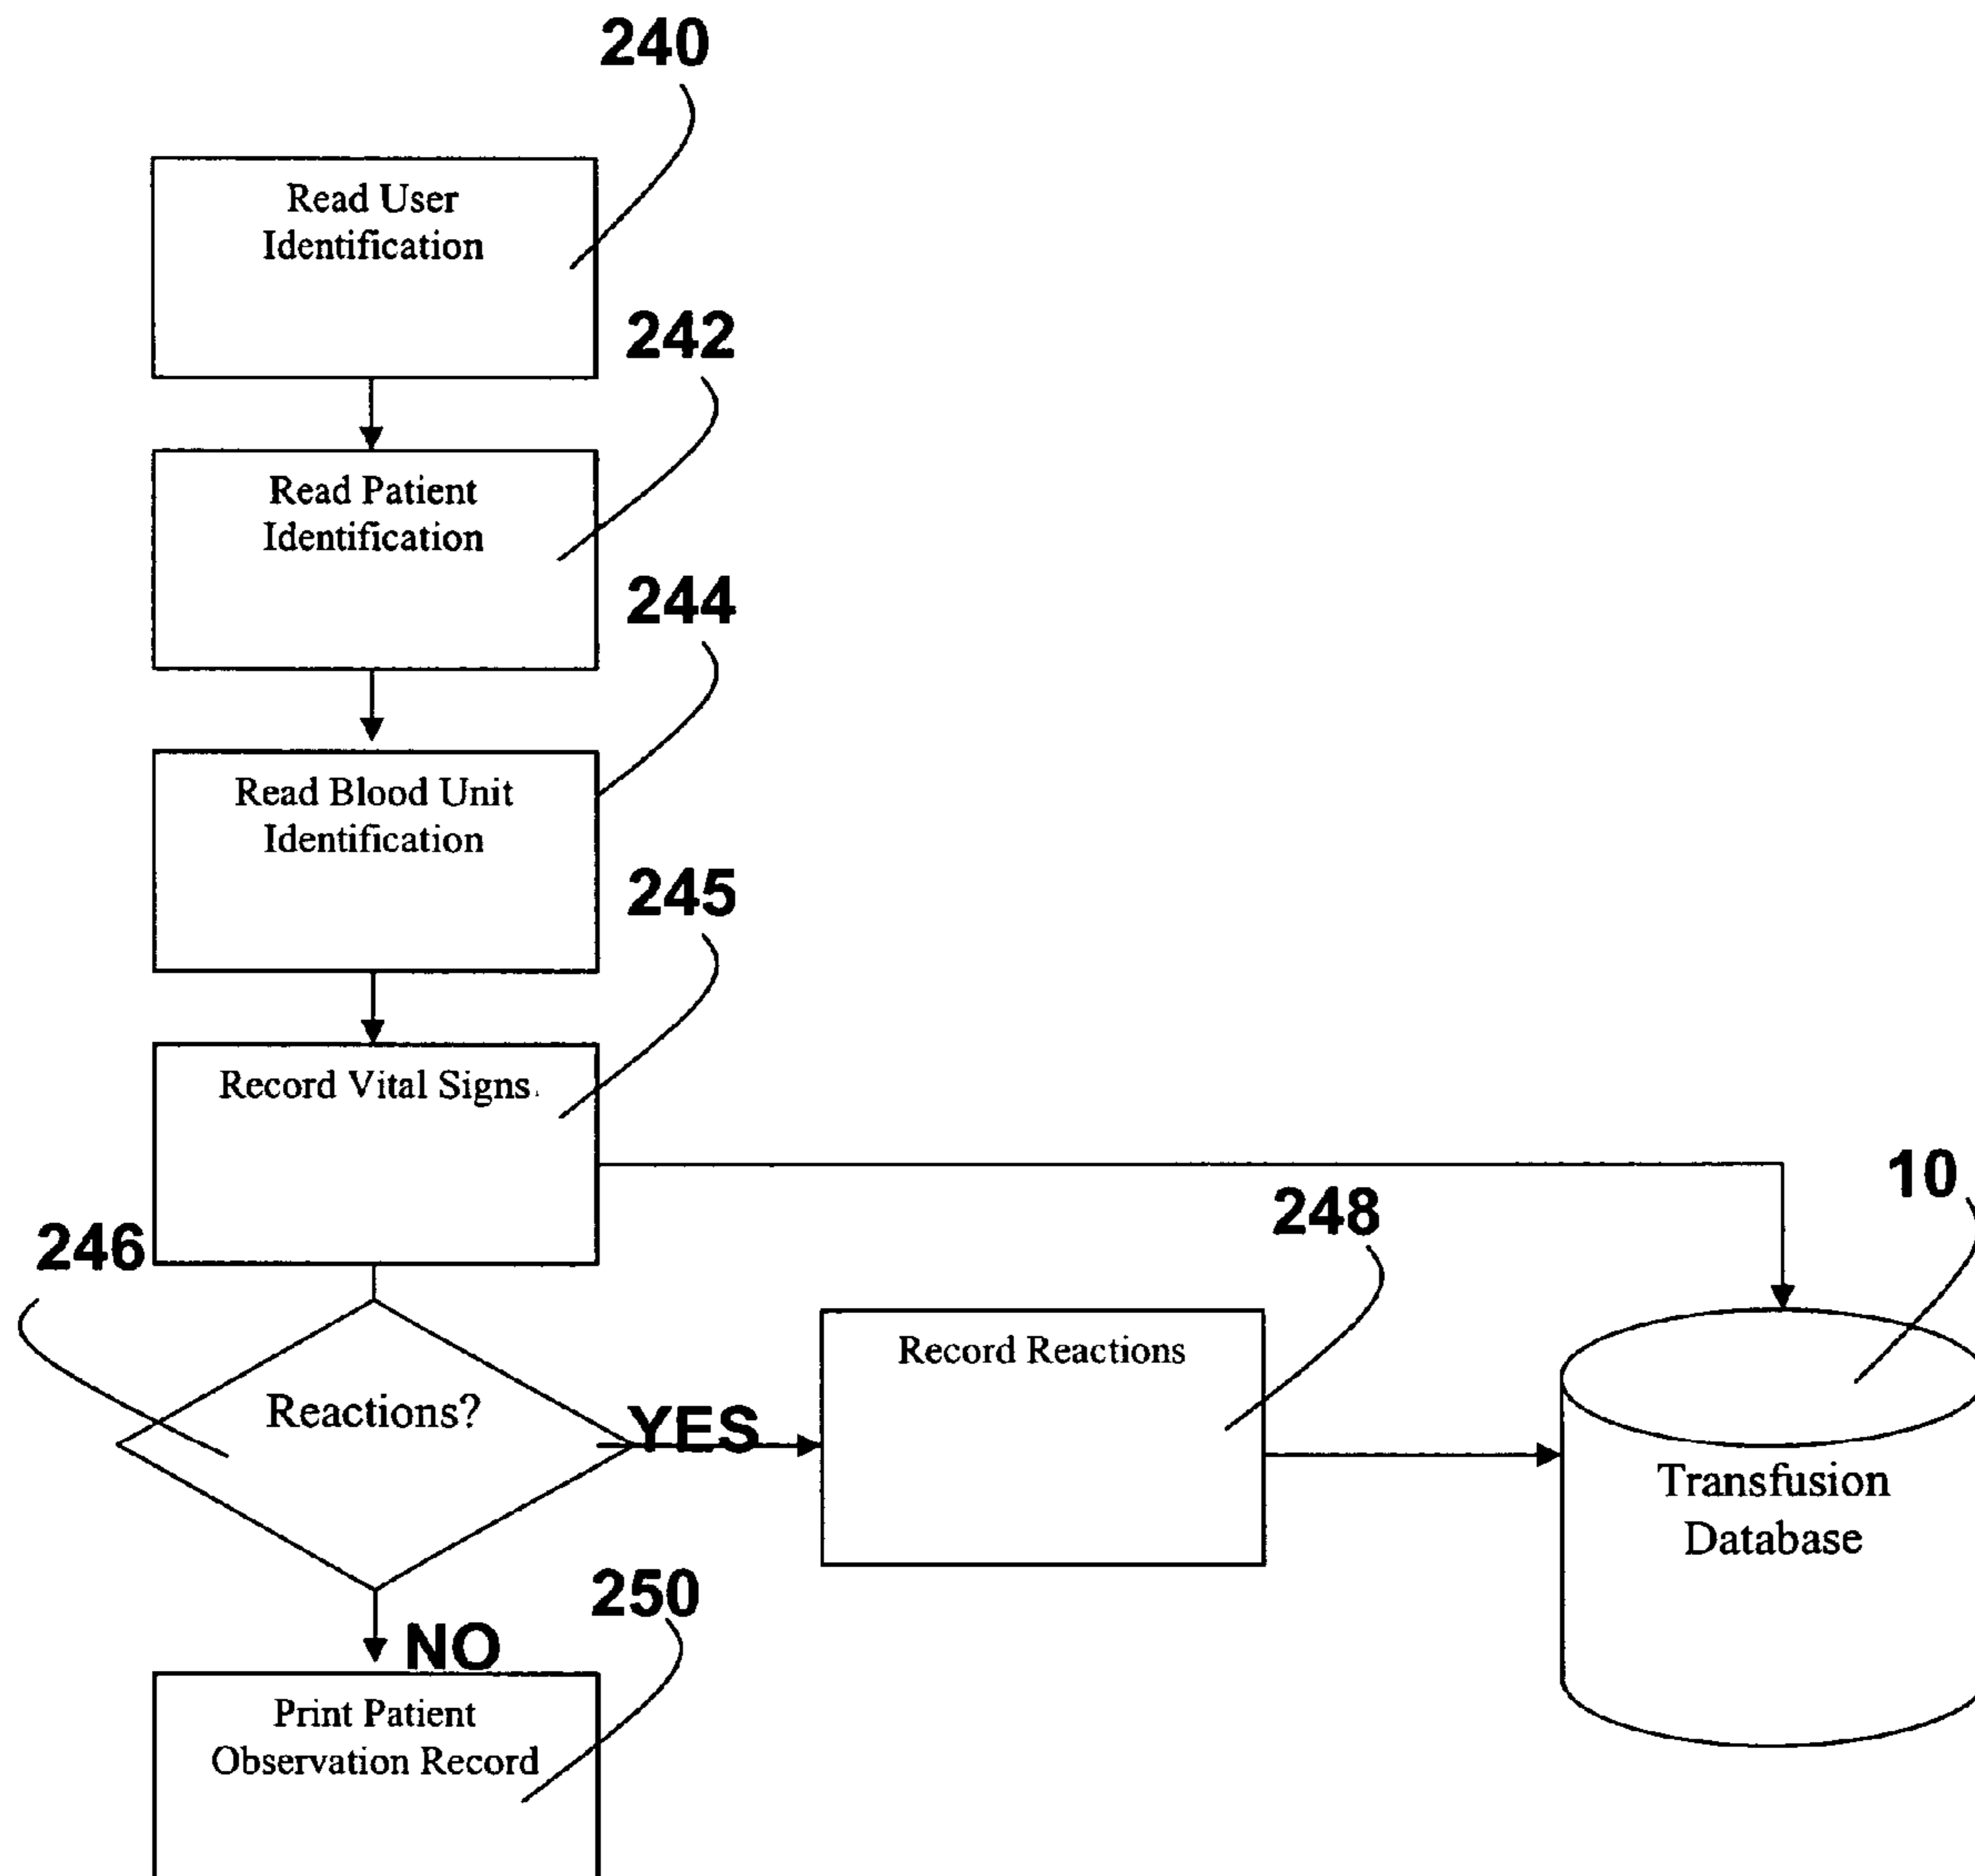 240
Read User
Identification
242
Read Patient
Identification
244
Read Blood Unit
Identification
245
Record Vital Signs
10
248
246
Record Reactions
Reactions?
YES
Transfusion
Database
250
NO
Print Patient
Observation Record